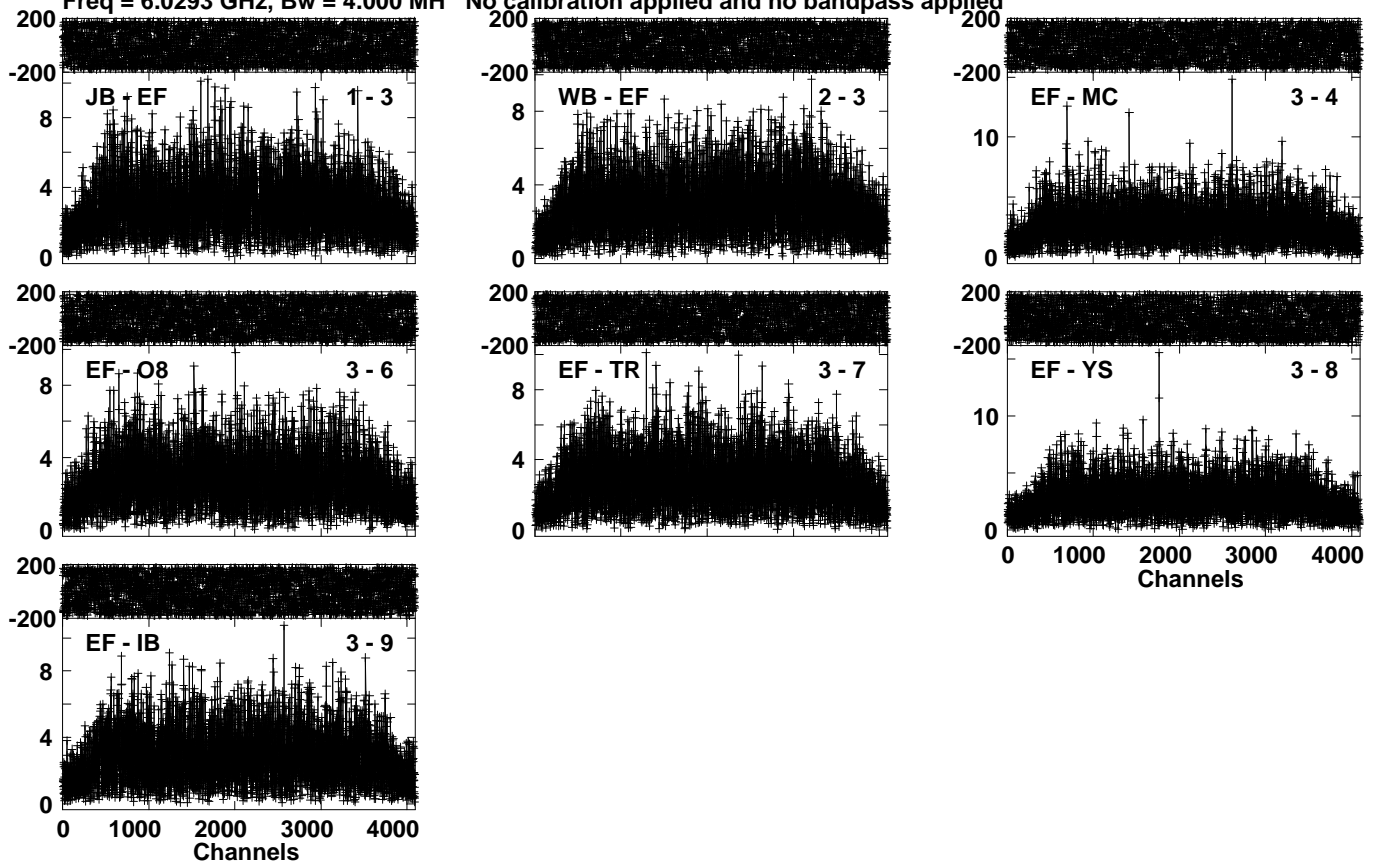 Freq = 6.0293 GHz, Bw = 4.000 MH No calibration applied and no bandpass applied
200
-200
JB - EF 1 - 3
8
4
0
200
-200
WB - EF 2 - 3
8
4
0
200
-200
EF - MC 3 - 4
10
0
200
-200
EF - O8 3 - 6
8
4
0
200
-200
EF - TR 3 - 7
8
4
0
200
-200
EF - YS 3 - 8
10
0
0 1000 2000 3000 4000
Channels
200
-200
EF - IB 3 - 9
8
4
0
0 1000 2000 3000 4000
Channels